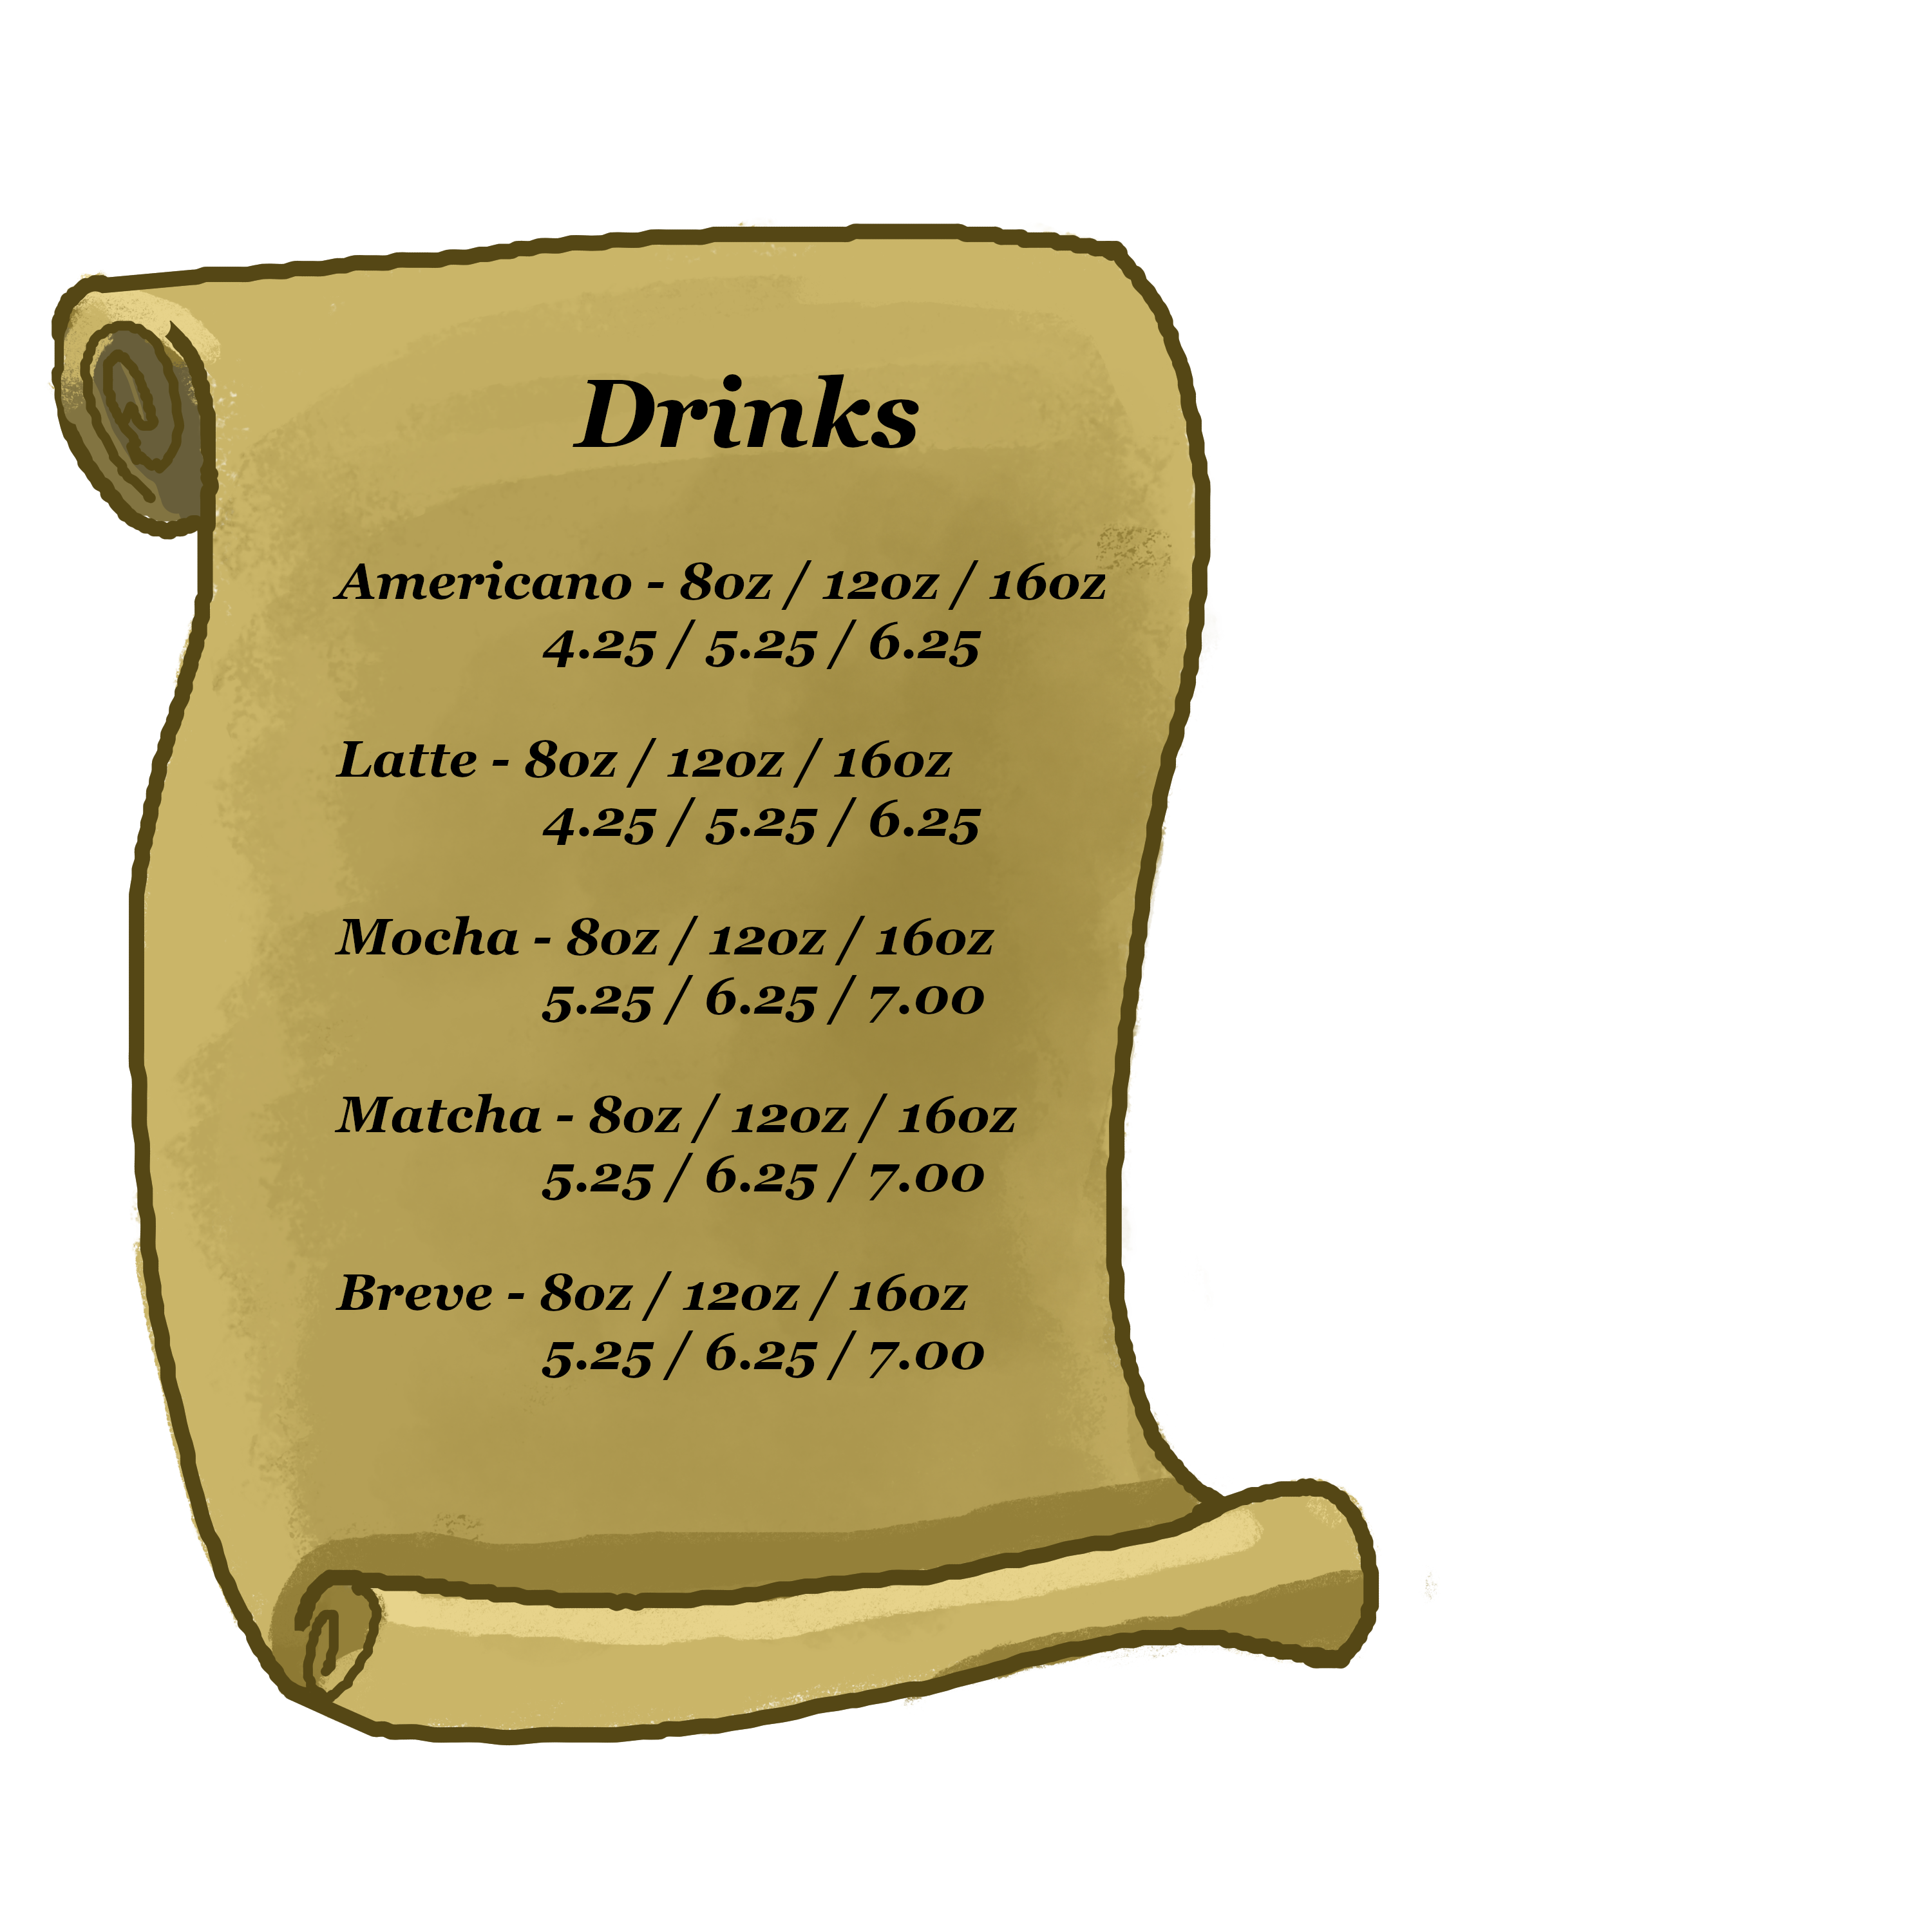 Drinks
Americano - 8oz / 12oz / 16oz
4.25 / 5.25 / 6.25
Latte - 8oz / 12oz / 16oz
4.25 / 5.25 / 6.25
Mocha - 8oz / 12oz / 16oz
5.25 / 6.25 / 7.00
Matcha - 8oz / 12oz / 16oz
5.25 / 6.25 / 7.00
Breve - 8oz / 12oz / 16oz
5.25 / 6.25 / 7.00